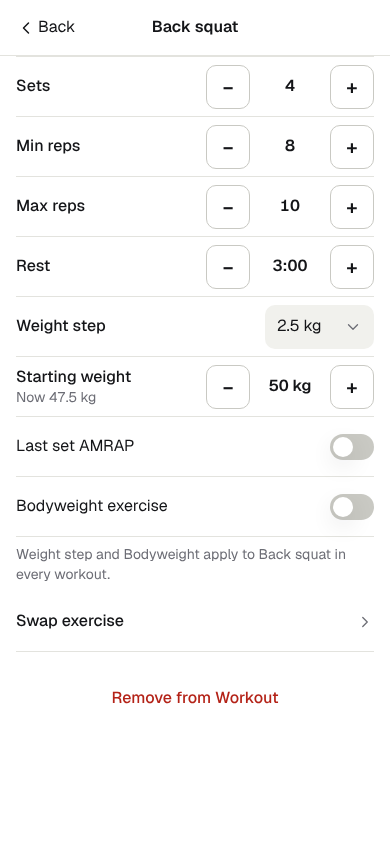 Back
Back squat
Sets
− 4 +
Min reps
− 8 +
Max reps
− 10 +
Rest
− 3:00 +
Weight step
2.5 kg
Starting weight
Now 47.5 kg
− 50 kg +
Last set AMRAP
Bodyweight exercise
Weight step and Bodyweight apply to Back squat in
every workout.
Swap exercise
Remove from Workout